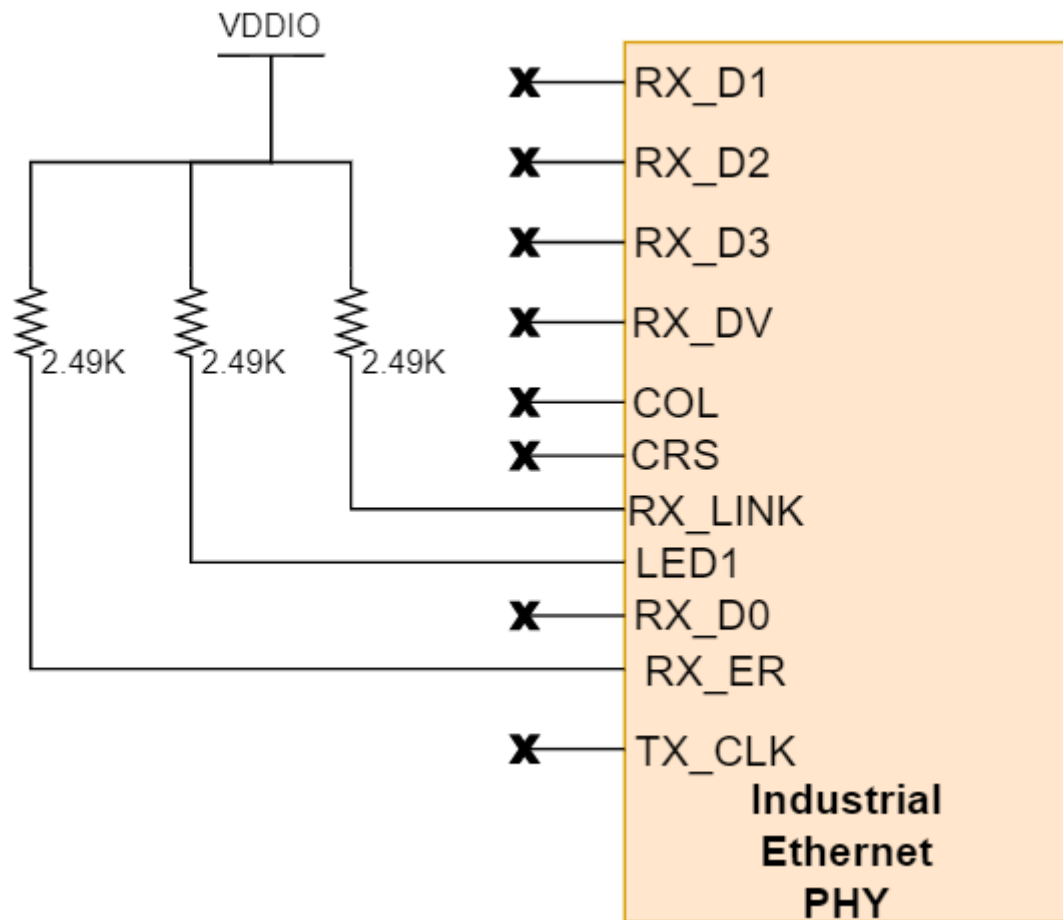 VDDIO
RX_D1
RX_D2
RX_D3
RX_DV
2.49K 2.49K 2.49K
COL
CRS
RX_LINK
LED1
RX_D0
RX_ER
TX_CLK
Industrial
Ethernet
PHY